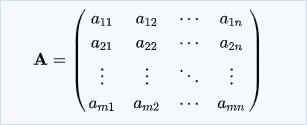 A = 
( a₁₁ a₁₂ ⋯ a₁ₙ )
( a₂₁ a₂₂ ⋯ a₂ₙ )
( ⋮ ⋮ ⋱ ⋮ )
( aₘ₁ aₘ₂ ⋯ aₘₙ )